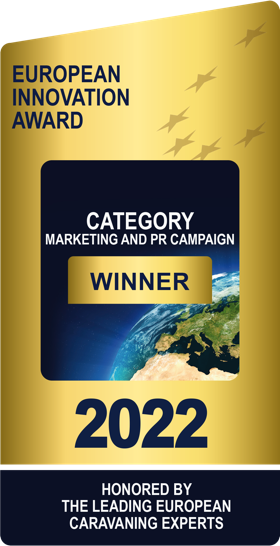 EUROPEAN
INNOVATION
AWARD
CATEGORY
MARKETING AND PR CAMPAIGN
WINNER
2022
HONORED BY
THE LEADING EUROPEAN
CARAVANING EXPERTS